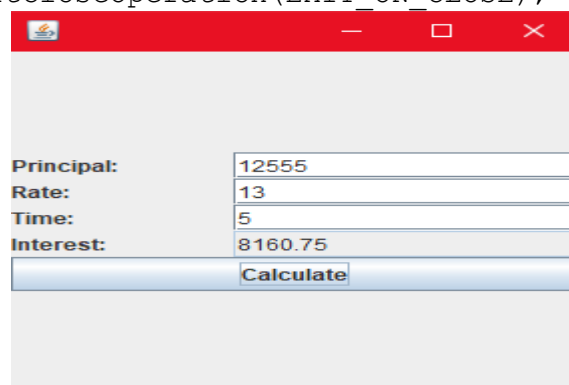 Principal: 12555
Rate: 13
Time: 5
Interest: 8160.75
Calculate